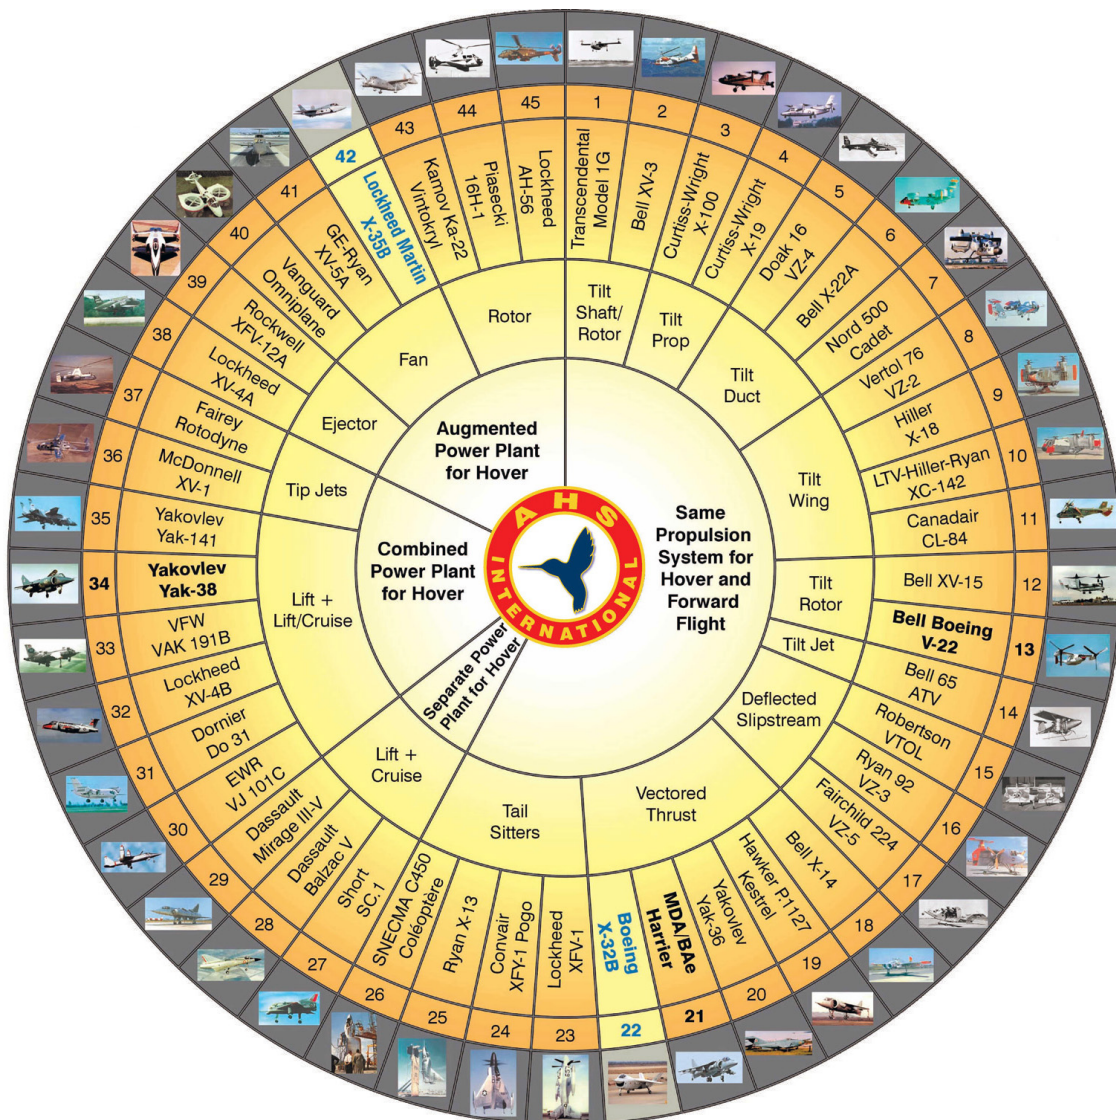 AHS
INTERNATIONAL
Same
Propulsion
System for
Hover and
Forward
Flight
Separate Power
Plant for Hover
Combined
Power Plant
for Hover
Augmented
Power Plant
for Hover
Tilt
Shaft/
Rotor
Tilt
Prop
Tilt
Duct
Tilt
Wing
Tilt
Rotor
Tilt Jet
Deflected
Slipstream
Vectored
Thrust
Tail
Sitters
Lift +
Cruise
Lift +
Lift/Cruise
Tip Jets
Ejector
Fan
Rotor
1
Transcendental
Model 1G
2
Bell XV-3
3
Curtiss-Wright
X-100
4
Curtiss-Wright
X-19
5
Doak 16
VZ-4
6
Bell X-22A
7
Nord 500
Cadet
8
Vertol 76
VZ-2
9
Hiller
X-18
10
LTV-Hiller-Ryan
XC-142
11
Canadair
CL-84
12
Bell XV-15
13
Bell Boeing
V-22
14
Bell 65
ATV
15
Robertson
VTOL
16
Ryan 92
VZ-3
17
Fairchild 224
VZ-5
18
Bell X-14
19
Hawker P.1127
Kestrel
20
Yakovlev
Yak-36
21
MDA/BAe
Harrier
22
Boeing
X-32B
23
Lockheed
XFV-1
24
Convair
XFY-1 Pogo
25
Ryan X-13
26
SNECMA C450
Coléoptère
27
Short
SC.1
28
Dassault
Balzac V
29
Dassault
Mirage III-V
30
EWR
VJ 101C
31
Dornier
Do 31
32
Lockheed
XV-4B
33
VFW
VAK 191B
34
Yakovlev
Yak-38
35
Yakovlev
Yak-141
36
McDonnell
XV-1
37
Fairey
Rotodyne
38
Lockheed
XV-4A
39
Rockwell
XFV-12A
40
Vanguard
Omniplane
41
GE-Ryan
XV-5A
42
Lockheed Martin
X-35B
43
Kamov Ka-22
Vintokryl
44
Piasecki
16H-1
45
Lockheed
AH-56